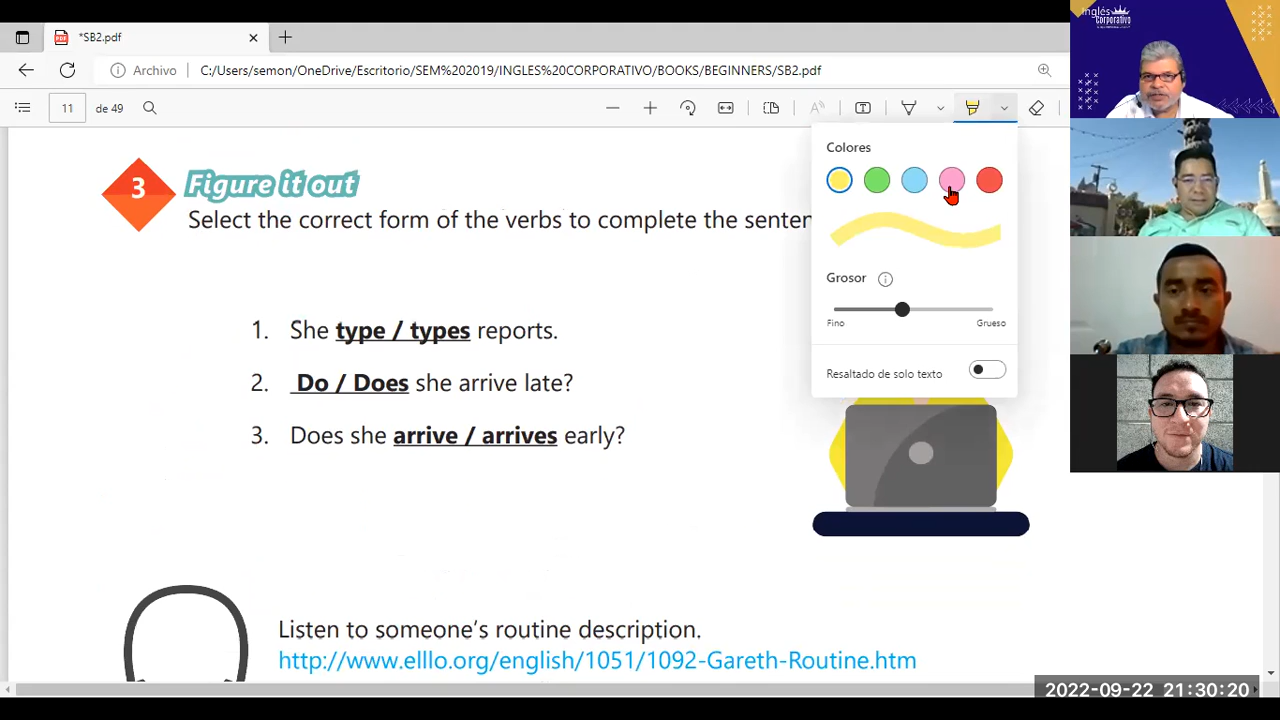 *SB2.pdf
Archivo
C:/Users/semon/OneDrive/Escritorio/SEM%202019/INGLES%20CORPORATIVO/BOOKS/BEGINNERS/SB2.pdf
11 de 49
3 Figure it out
Select the correct form of the verbs to complete the senten
1. She type / types reports.
2. Do / Does she arrive late?
3. Does she arrive / arrives early?
Listen to someone's routine description.
http://www.elllo.org/english/1051/1092-Gareth-Routine.htm
Colores
Grosor
Fino Grueso
Resaltado de solo texto
Inglés
Corporativo
2022-09-22 21:30:20